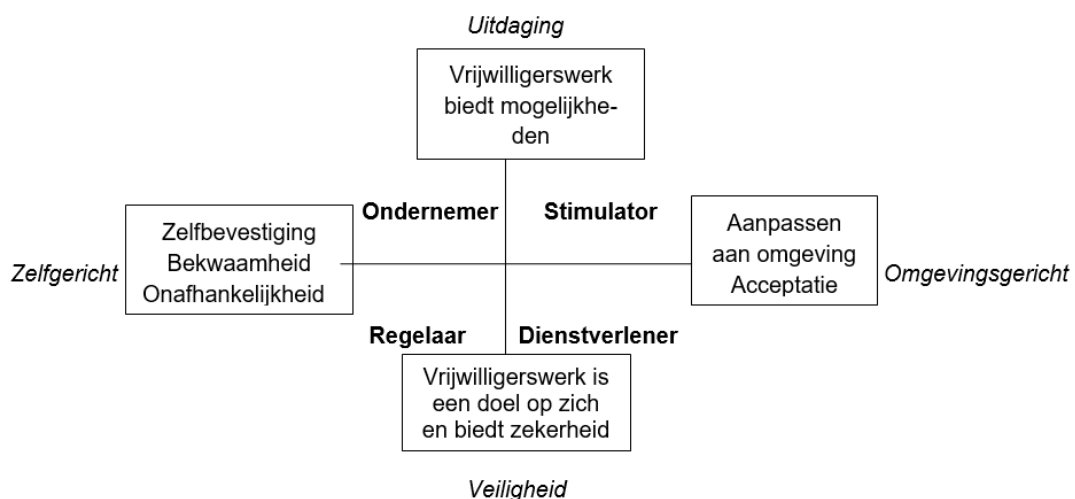 Uitdaging
Vrijwilligerswerk
biedt mogelijkhe-
den
Ondernemer
Stimulator
Zelfgericht
Zelfbevestiging
Bekwaamheid
Onafhankelijkheid
Aanpassen
aan omgeving
Acceptatie
Omgevingsgericht
Regelaar
Dienstverlener
Vrijwilligerswerk is
een doel op zich
en biedt zekerheid
Veiligheid